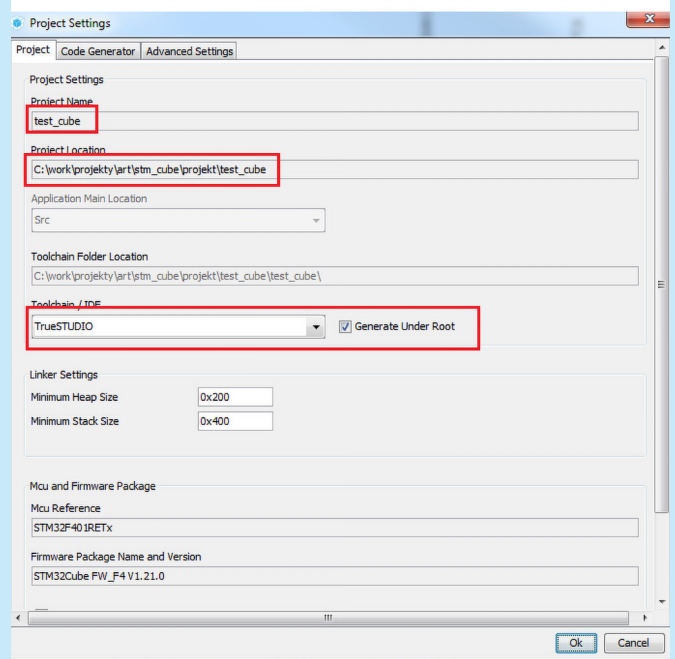 Project Settings
Project Code Generator Advanced Settings
Project Settings
Project Name
test_cube
Project Location
C:\work\projekty\art\stm_cube\projekt\test_cube
Application Main Location
Src
Toolchain Folder Location
C:\work\projekty\art\stm_cube\projekt\test_cube\test_cube\
Toolchain / IDE
TrueSTUDIO Generate Under Root
Linker Settings
Minimum Heap Size 0x200
Minimum Stack Size 0x400
Mcu and Firmware Package
Mcu Reference
STM32F401RETx
Firmware Package Name and Version
STM32Cube FW_F4 V1.21.0
Ok Cancel